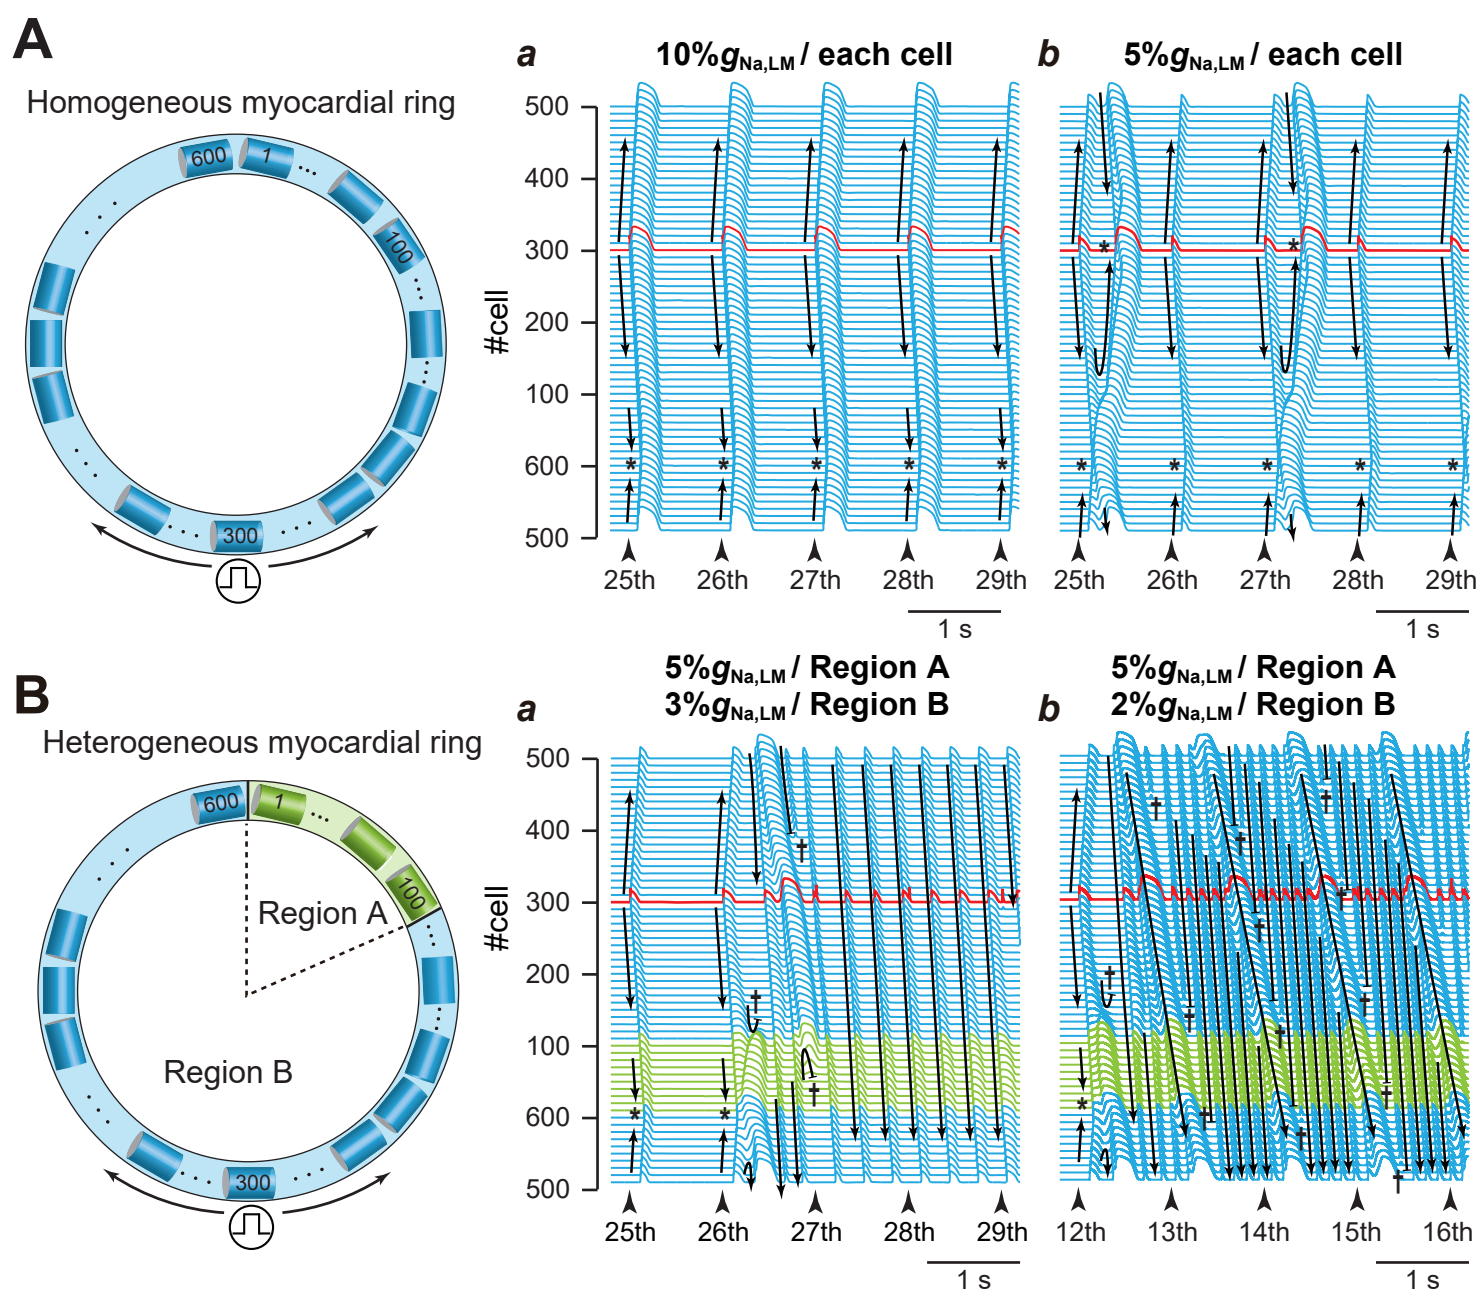 A
Homogeneous myocardial ring
600
1
...
100
300
a
10%gNa,LM / each cell
b
5%gNa,LM / each cell
#cell
500
400
300
200
100
600
500
* * * * *
* *
* * * * *
25th 26th 27th 28th 29th
1 s
25th 26th 27th 28th 29th
1 s
B
Heterogeneous myocardial ring
600
1
...
100
Region A
Region B
300
a
5%gNa,LM / Region A
3%gNa,LM / Region B
b
5%gNa,LM / Region A
2%gNa,LM / Region B
#cell
500
400
300
200
100
600
500
† † †
* *
† † † † † † † † † † † †
*
25th 26th 27th 28th 29th
1 s
12th 13th 14th 15th 16th
1 s